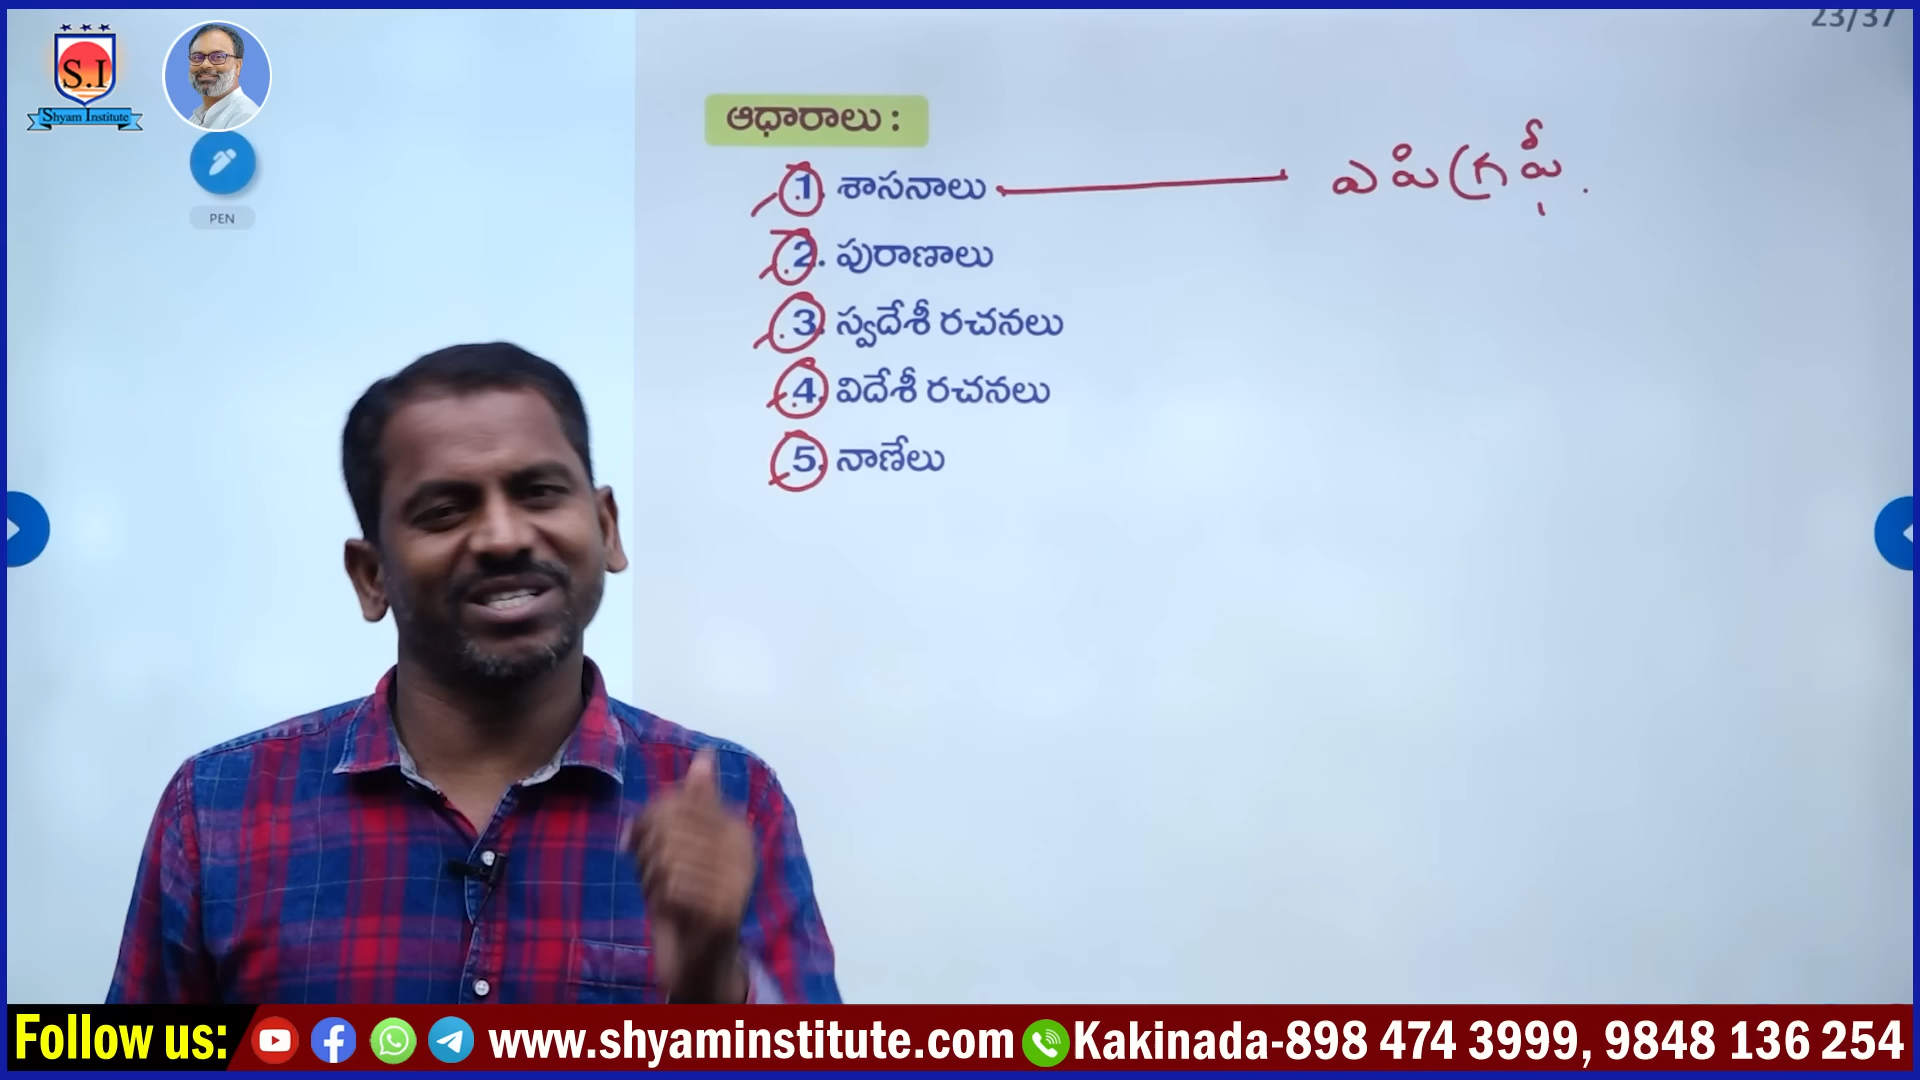 23/37
S.I
Shyam Institute
PEN
ఆధారాలు :
1. శాసనాలు ఎపిగ్రఫీ.
2. పురాణాలు
3. స్వదేశీ రచనలు
4. విదేశీ రచనలు
5. నాణేలు
Follow us: www.shyaminstitute.com Kakinada-898 474 3999, 9848 136 254